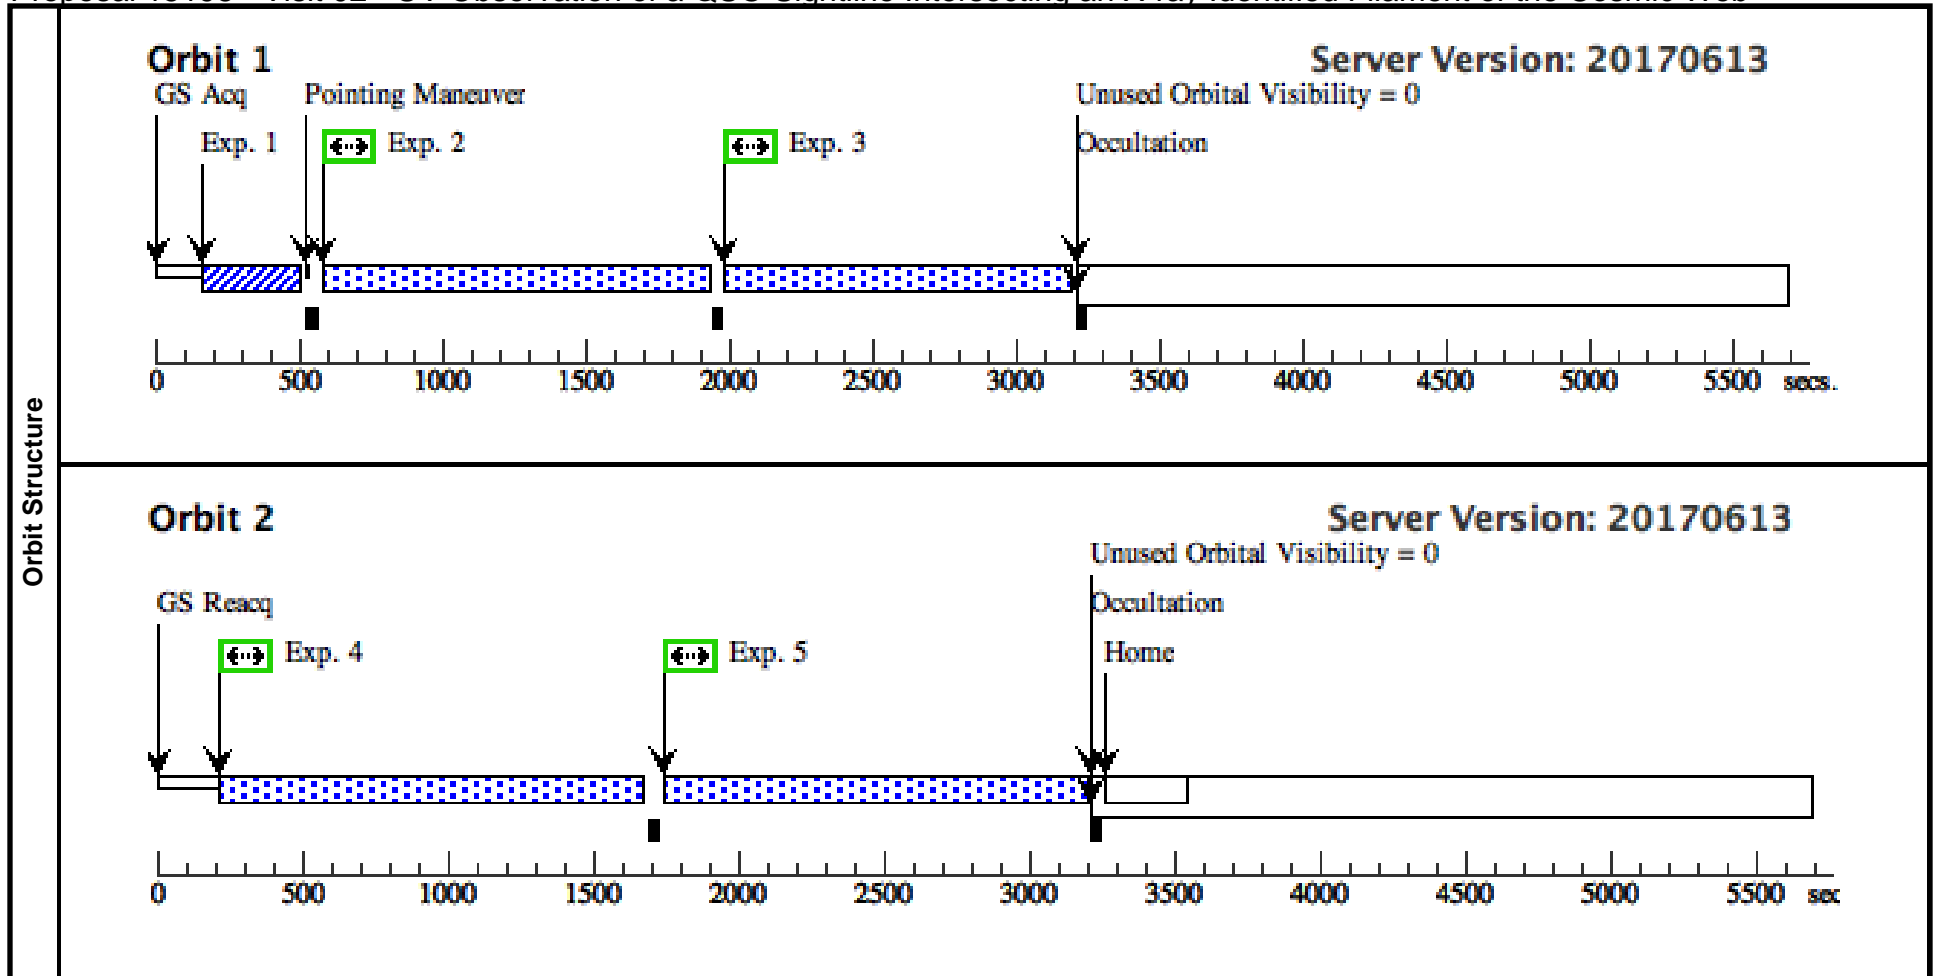 Orbit 1
Server Version: 20170613
GS Acq Pointing Maneuver Unused Orbital Visibility = 0
Exp. 1 Exp. 2 Exp. 3 Occultation
0 500 1000 1500 2000 2500 3000 3500 4000 4500 5000 5500 secs.
Orbit Structure
Orbit 2
Server Version: 20170613
Unused Orbital Visibility = 0
GS Reacq Occultation
Exp. 4 Exp. 5 Home
0 500 1000 1500 2000 2500 3000 3500 4000 4500 5000 5500 sec